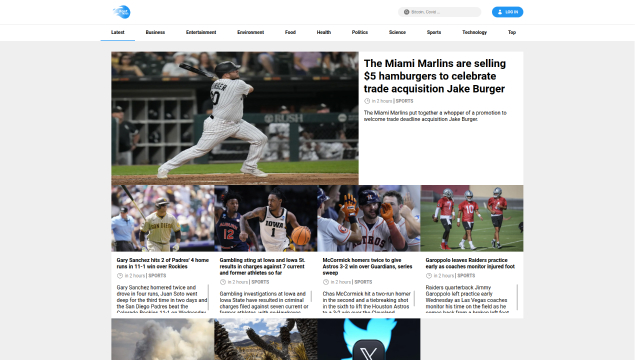 LOG IN
Latest Business Entertainment Environment Food Health Politics Science Sports Technology Top
The Miami Marlins are selling
$5 hamburgers to celebrate
trade acquisition Jake Burger
in 2 hours | SPORTS
The Miami Marlins put together a whopper of a promotion to
welcome trade deadline acquisition Jake Burger.
Gary Sanchez hits 2 of Padres' 4 home
runs in 11-1 win over Rockies
in 2 hours | SPORTS
Gary Sanchez homered twice and
drove in four runs, Juan Soto went
deep for the third time in two days and
the San Diego Padres beat the
Colorado Rockies 11-1 on Wednesday
Gambling sting at Iowa and Iowa St.
results in charges against 7 current
and former athletes so far
in 2 hours | SPORTS
Gambling investigations at Iowa and
Iowa State have resulted in criminal
charges filed against seven current or
former athletes, with
McCormick homers twice to give
Astros 3-2 win over Guardians, series
sweep
in 2 hours | SPORTS
Chas McCormick hit a two-run homer
in the second and a tiebreaking shot
in the sixth to lift the Houston Astros
to a 3-2 win over the Cleveland
Garoppolo leaves Raiders practice
early as coaches monitor injured foot
in 2 hours | SPORTS
Raiders quarterback Jimmy
Garoppolo left practice early
Wednesday as Las Vegas coaches
monitor his time on the field as he
comes back from a broken left foot